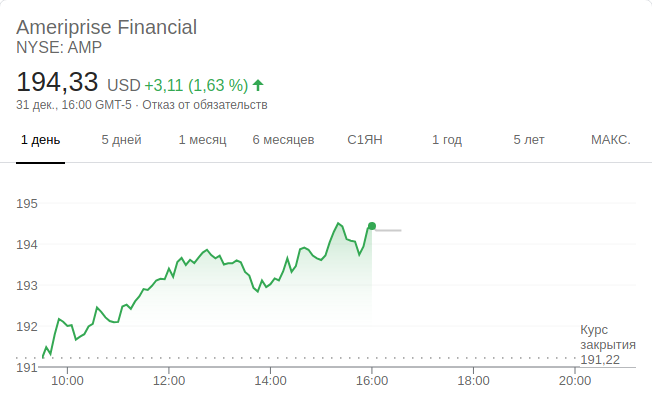 Ameriprise Financial
NYSE: AMP
194,33 USD +3,11 (1,63 %)
31 дек., 16:00 GMT-5 · Отказ от обязательств
1 день 5 дней 1 месяц 6 месяцев С1ЯН 1 год 5 лет МАКС.
195
194
193
192
Курс
закрытия
191,22
191
10:00 12:00 14:00 16:00 18:00 20:00